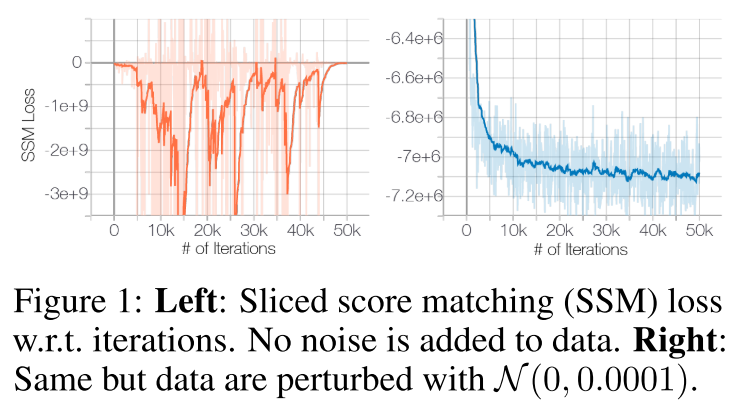 SSM Loss
0
-1e+9
-2e+9
-3e+9
0 10k 20k 30k 40k 50k
# of Iterations
-6.4e+6
-6.6e+6
-6.8e+6
-7e+6
-7.2e+6
0 10k 20k 30k 40k 50k
# of Iterations
Figure 1: Left: Sliced score matching (SSM) loss
w.r.t. iterations. No noise is added to data. Right:
Same but data are perturbed with 𝒩(0, 0.0001).